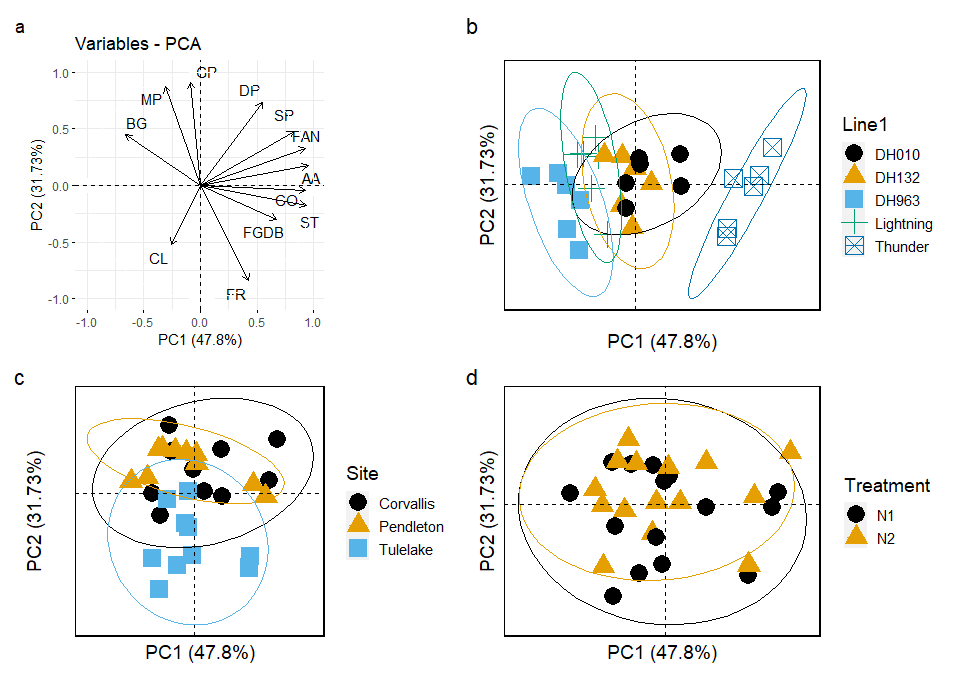 a
Variables - PCA
PC2 (31.73%)
1.0
0.5
0.0
-0.5
-1.0
GP
MP
DP
BG
SP
FAN
AA
CO
ST
FGDB
CL
FR
-1.0 -0.5 0.0 0.5 1.0
PC1 (47.8%)
b
PC2 (31.73%)
PC1 (47.8%)
Line1
DH010
DH132
DH963
Lightning
Thunder
c
PC2 (31.73%)
PC1 (47.8%)
Site
Corvallis
Pendleton
Tulelake
d
PC2 (31.73%)
PC1 (47.8%)
Treatment
N1
N2